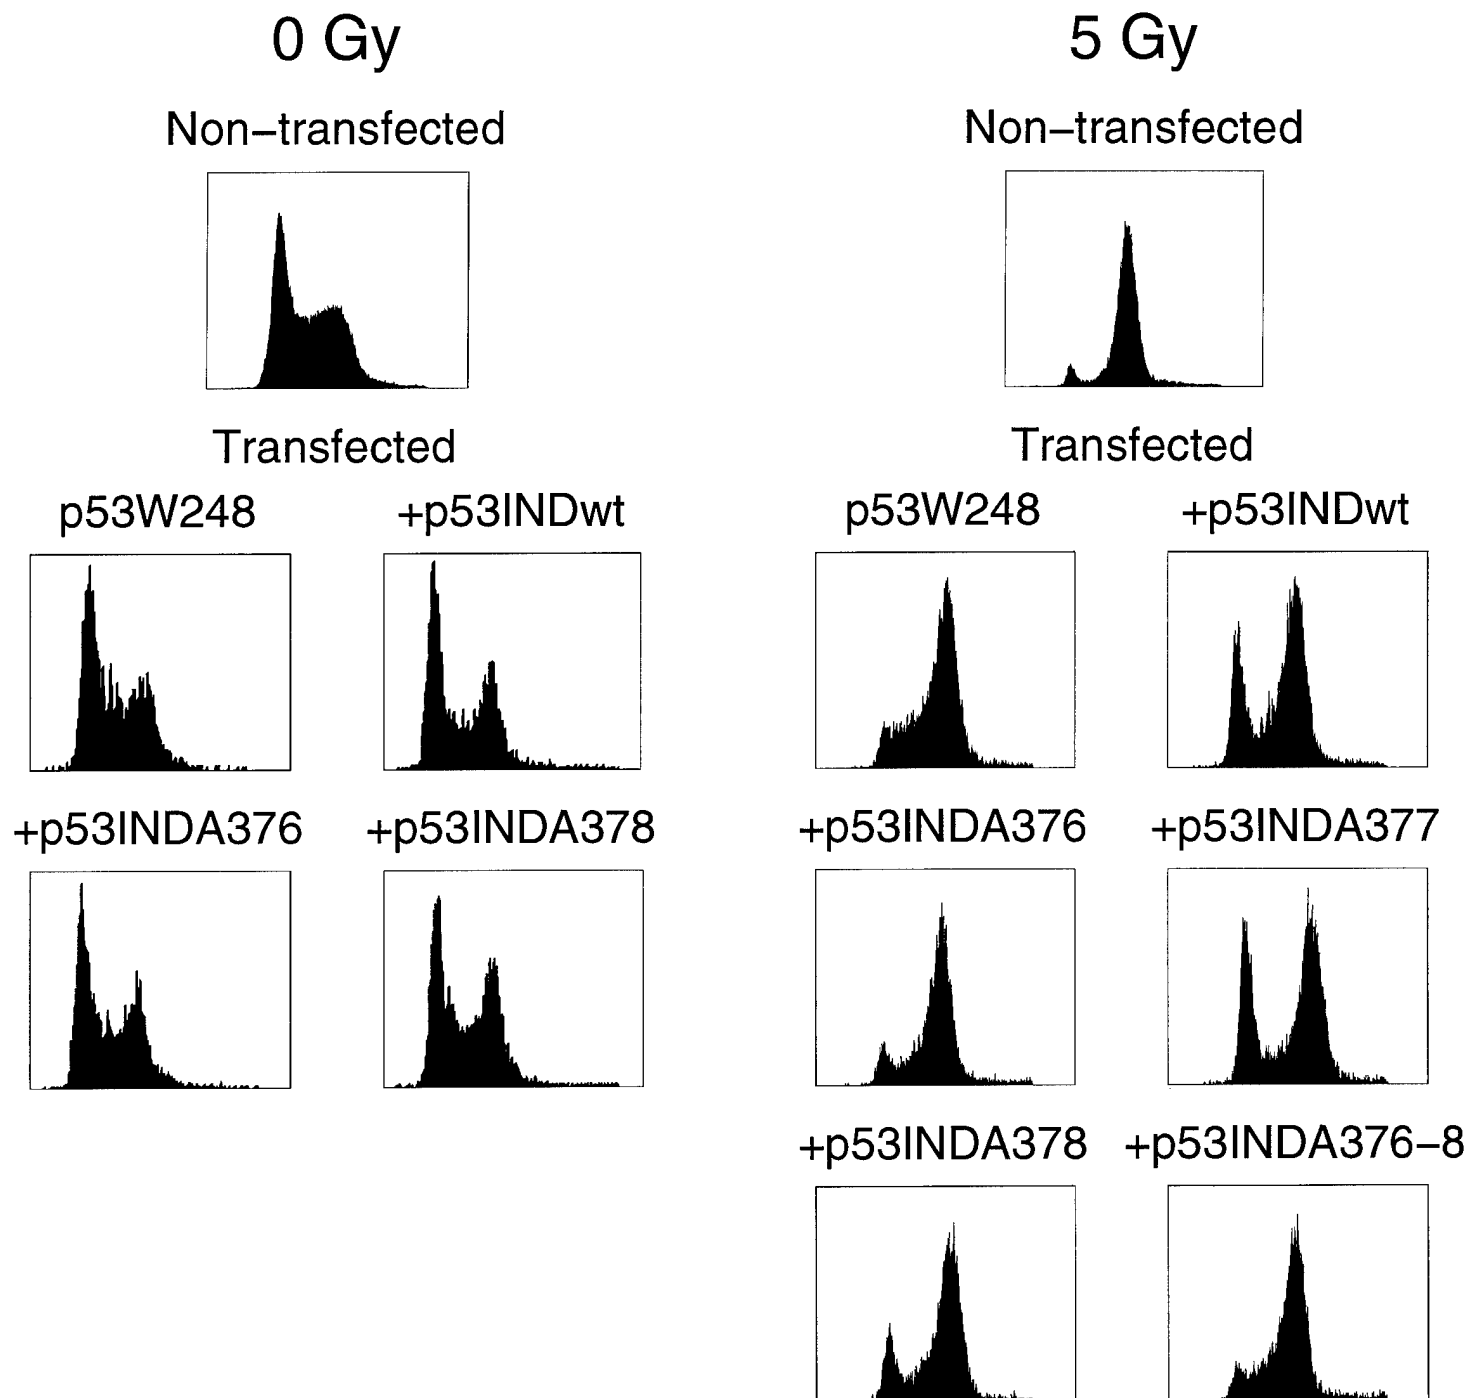 0 Gy
Non–transfected
Transfected
p53W248 +p53INDwt
+p53INDA376 +p53INDA378
5 Gy
Non–transfected
Transfected
p53W248 +p53INDwt
+p53INDA376 +p53INDA377
+p53INDA378 +p53INDA376–8